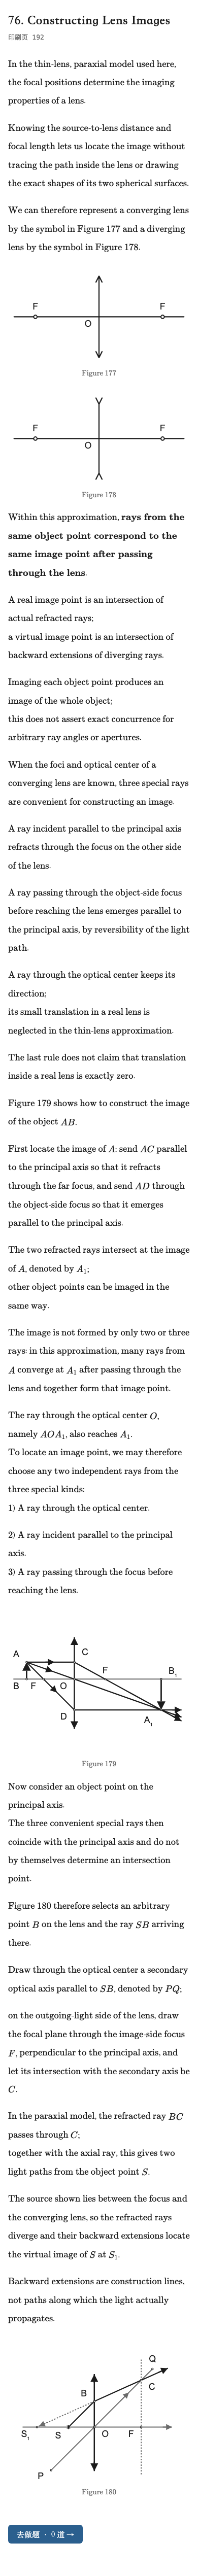 76. Constructing Lens Images
印刷页 192
In the thin-lens, paraxial model used here,
the focal positions determine the imaging
properties of a lens.
Knowing the source-to-lens distance and
focal length lets us locate the image without
tracing the path inside the lens or drawing
the exact shapes of its two spherical surfaces.
We can therefore represent a converging lens
by the symbol in Figure 177 and a diverging
lens by the symbol in Figure 178.
F F
O
Figure 177
F F
O
Figure 178
Within this approximation, rays from the
same object point correspond to the
same image point after passing
through the lens.
A real image point is an intersection of
actual refracted rays;
a virtual image point is an intersection of
backward extensions of diverging rays.
Imaging each object point produces an
image of the whole object;
this does not assert exact concurrence for
arbitrary ray angles or apertures.
When the foci and optical center of a
converging lens are known, three special rays
are convenient for constructing an image.
A ray incident parallel to the principal axis
refracts through the focus on the other side
of the lens.
A ray passing through the object-side focus
before reaching the lens emerges parallel to
the principal axis, by reversibility of the light
path.
A ray through the optical center keeps its
direction;
its small translation in a real lens is
neglected in the thin-lens approximation.
The last rule does not claim that translation
inside a real lens is exactly zero.
Figure 179 shows how to construct the image
of the object AB.
First locate the image of A: send AC parallel
to the principal axis so that it refracts
through the far focus, and send AD through
the object-side focus so that it emerges
parallel to the principal axis.
The two refracted rays intersect at the image
of A, denoted by A₁;
other object points can be imaged in the
same way.
The image is not formed by only two or three
rays: in this approximation, many rays from
A converge at A₁ after passing through the
lens and together form that image point.
The ray through the optical center O,
namely AOA₁, also reaches A₁.
To locate an image point, we may therefore
choose any two independent rays from the
three special kinds:
1) A ray through the optical center.
2) A ray incident parallel to the principal
axis.
3) A ray passing through the focus before
reaching the lens.
A C
F B₁
B F O
D A₁
Figure 179
Now consider an object point on the
principal axis.
The three convenient special rays then
coincide with the principal axis and do not
by themselves determine an intersection
point.
Figure 180 therefore selects an arbitrary
point B on the lens and the ray SB arriving
there.
Draw through the optical center a secondary
optical axis parallel to SB, denoted by PQ;
on the outgoing-light side of the lens, draw
the focal plane through the image-side focus
F, perpendicular to the principal axis, and
let its intersection with the secondary axis be
C.
In the paraxial model, the refracted ray BC
passes through C;
together with the axial ray, this gives two
light paths from the object point S.
The source shown lies between the focus and
the converging lens, so the refracted rays
diverge and their backward extensions locate
the virtual image of S at S₁.
Backward extensions are construction lines,
not paths along which the light actually
propagates.
Q
B C
S₁ S O F
P
Figure 180
去做题 · 0 道 →